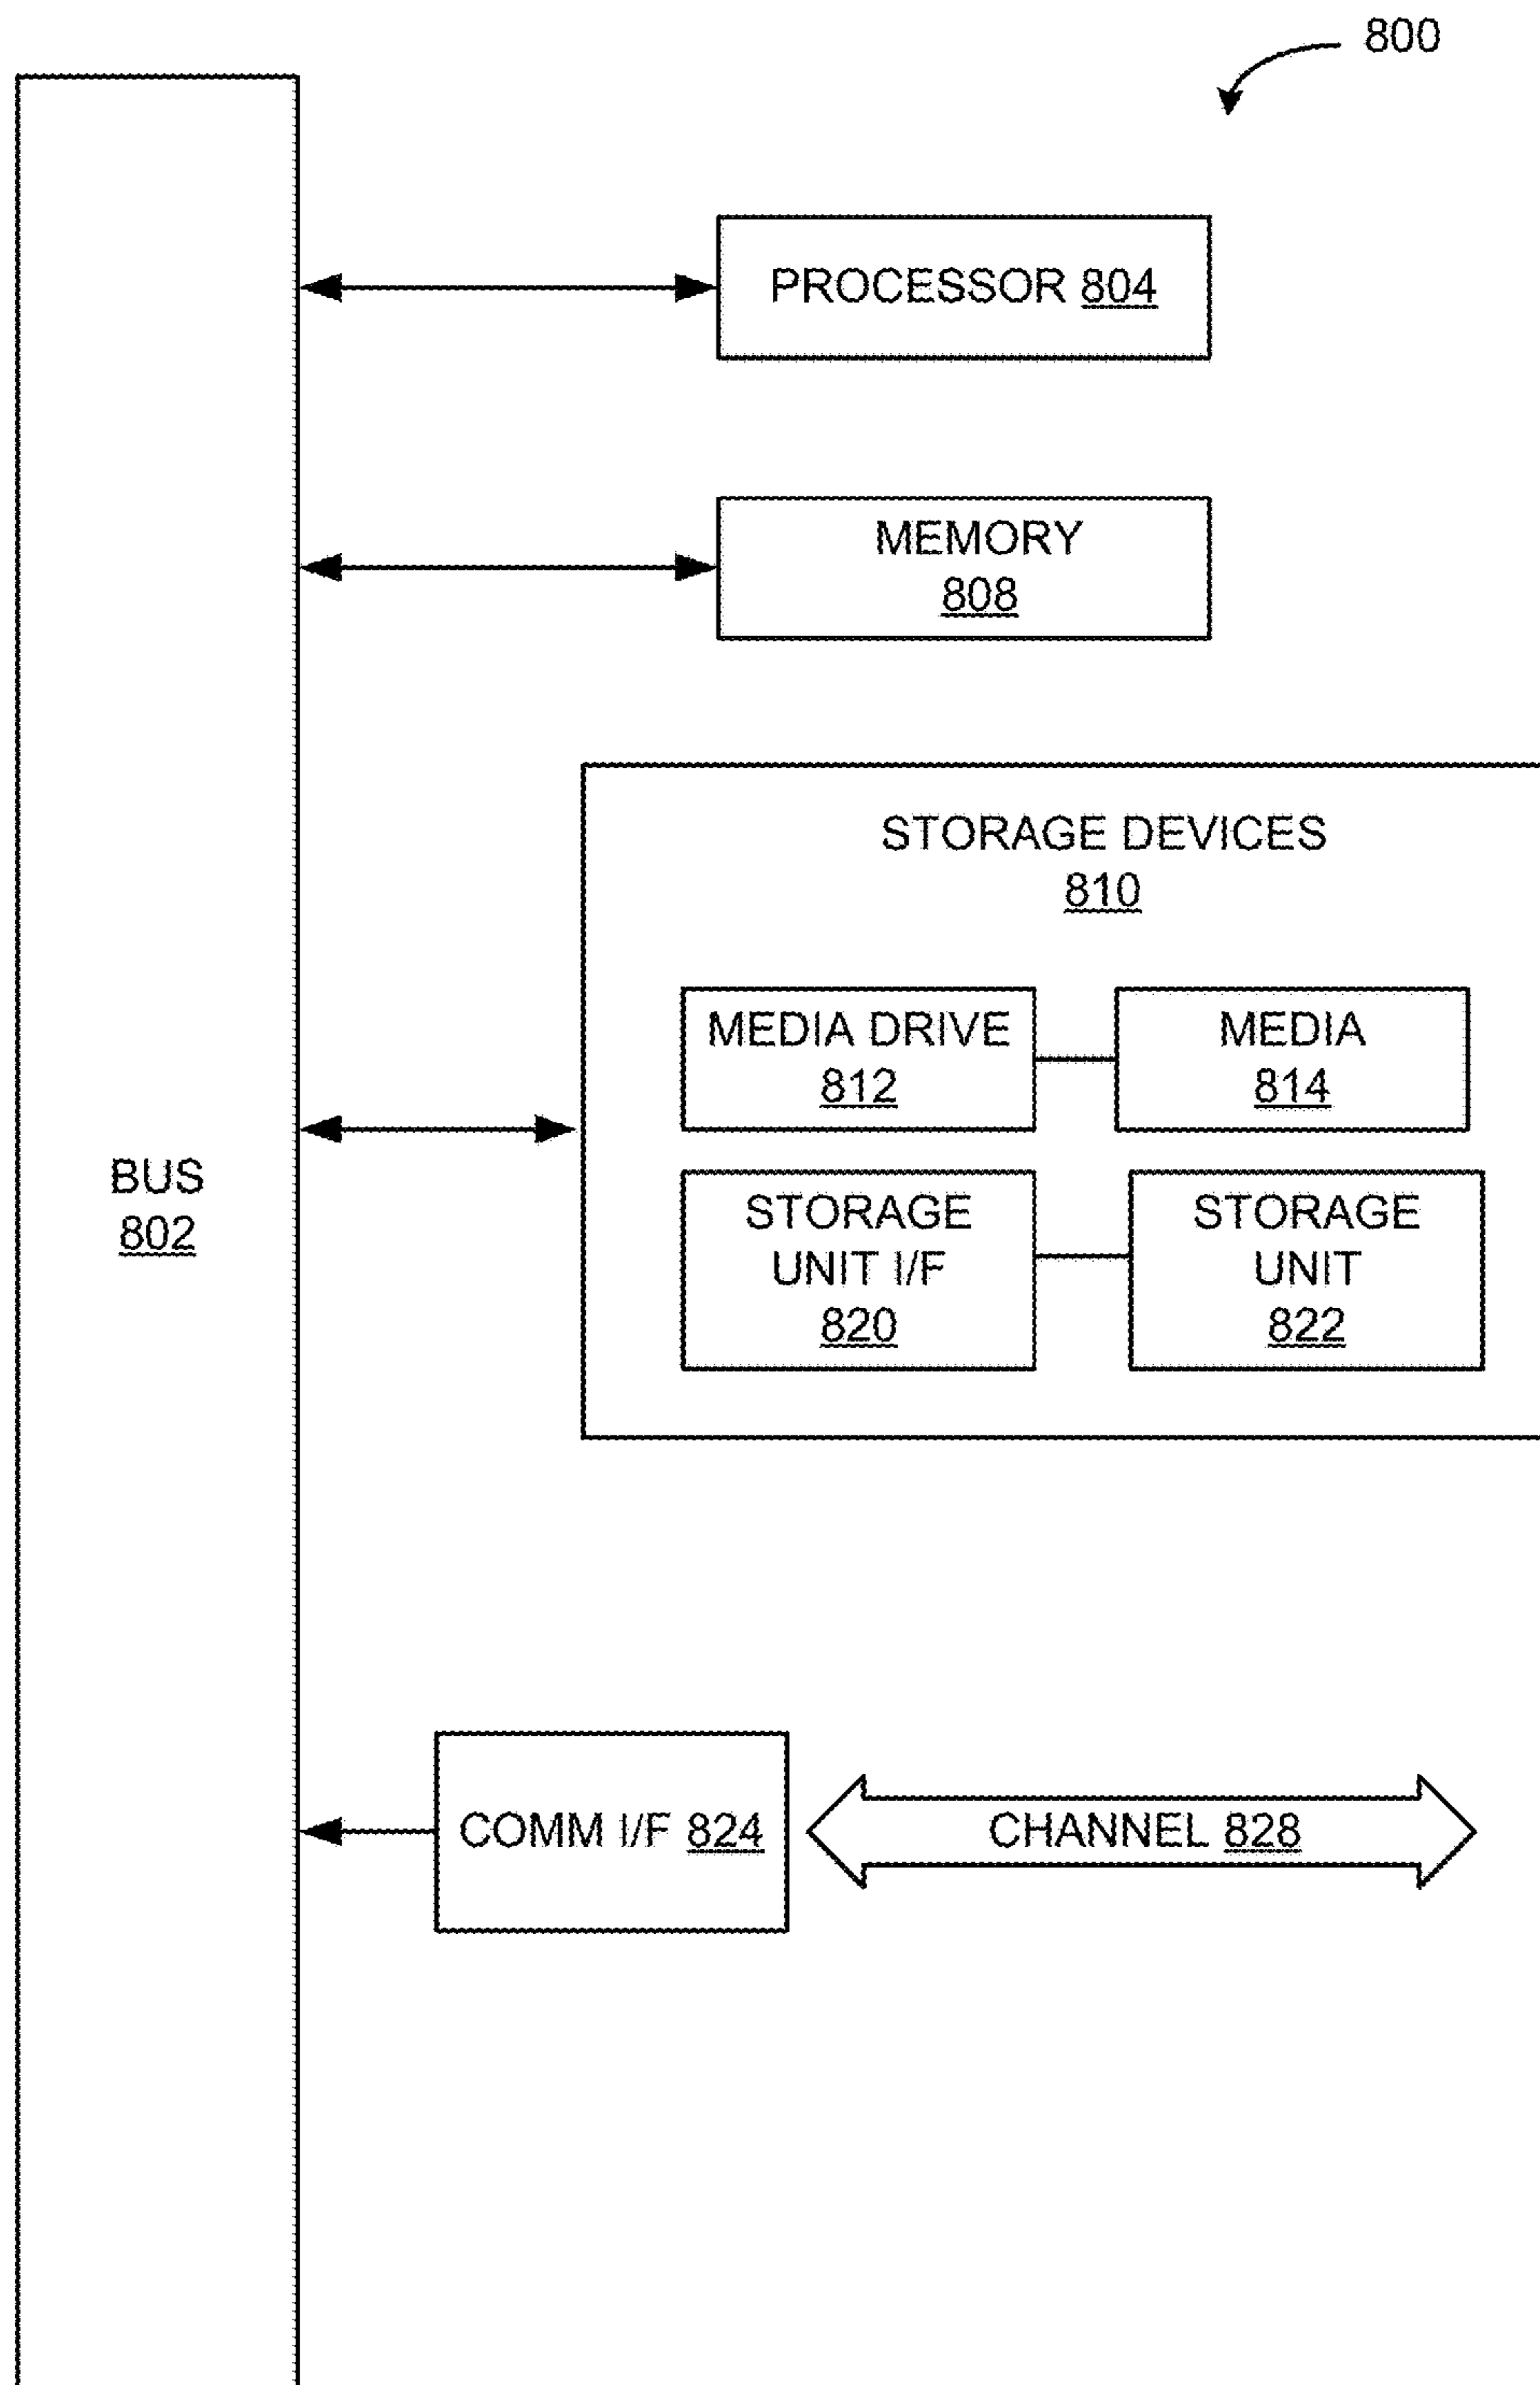 800
PROCESSOR 804
MEMORY
808
STORAGE DEVICES
810
MEDIA DRIVE
812
MEDIA
814
BUS
802
STORAGE
UNIT I/F
820
STORAGE
UNIT
822
COMM I/F 824
CHANNEL 828